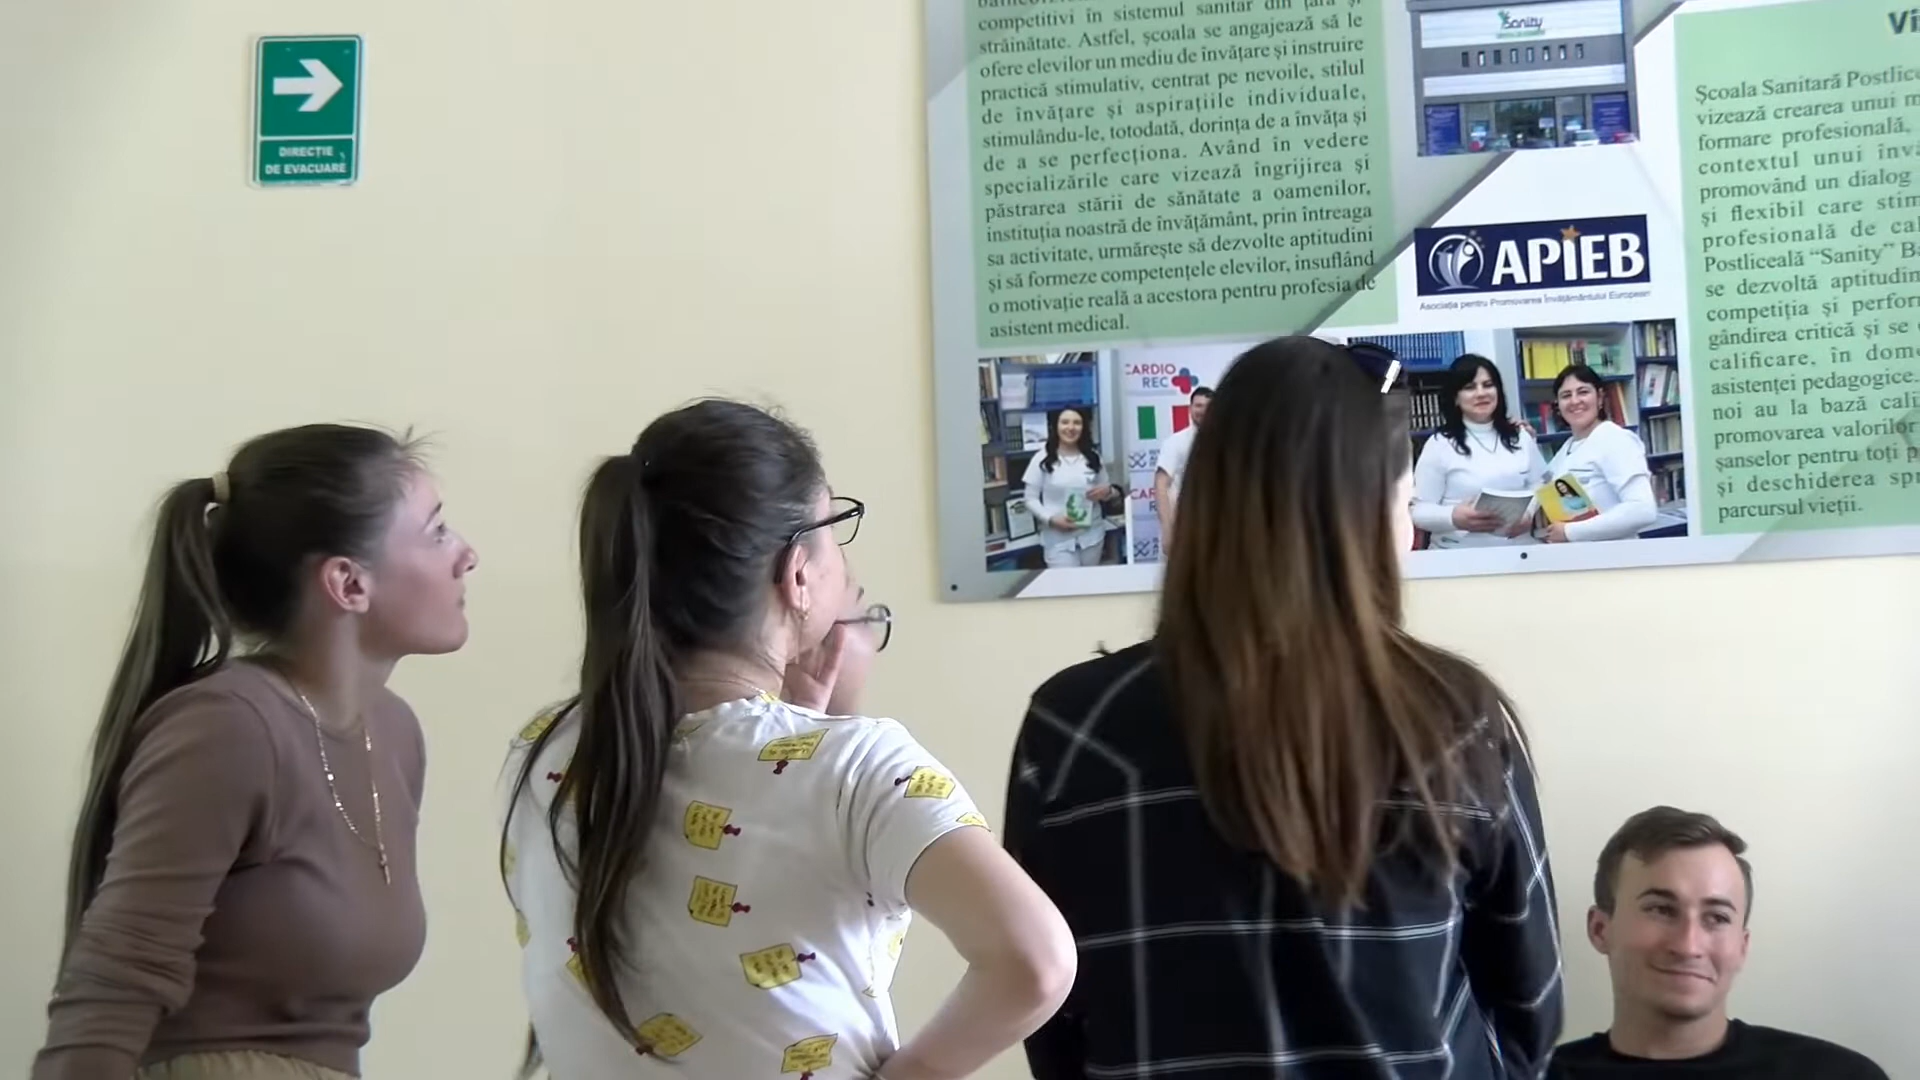 DIRECȚIE
DE EVACUARE
competitivi în sistemul sanitar din țară și
străinătate. Astfel, școala se angajează să le
ofere elevilor un mediu de învățare și instruire
practică stimulativ, centrat pe nevoile, stilul
de învățare și aspirațiile individuale,
stimulându-le, totodată, dorința de a învăța și
de a se perfecționa. Având în vedere
specializările care vizează îngrijirea și
păstrarea stării de sănătate a oamenilor,
instituția noastră de învățământ, prin întreaga
sa activitate, urmărește să dezvolte aptitudini
și să formeze competențele elevilor, insuflând
o motivație reală a acestora pentru profesia de
asistent medical.
Sanity
APIEB
Asociația pentru Promovarea Învățământului European
CARDIO
REC
Școala Sanitară Postlice
vizează crearea unui m
formare profesională,
contextul unui învă
promovând un dialog
și flexibil care stim
profesională de cal
Postliceală “Sanity” Ba
se dezvoltă aptitudin
competiția și perfor
gândirea critică și se
calificare, în dome
asistenței pedagogice.
noi au la bază cali
promovarea valorilor
șanselor pentru toți p
și deschiderea spr
parcursul vieții.